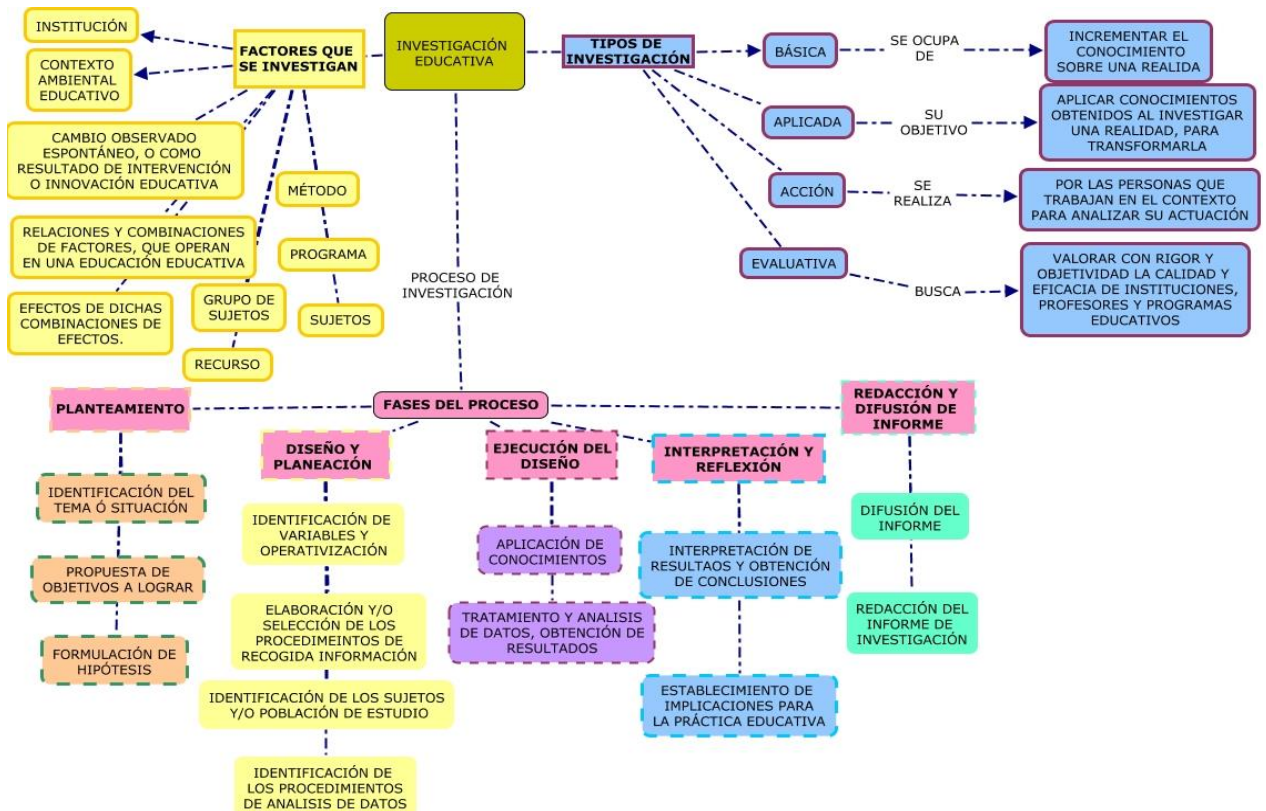 INSTITUCIÓN
CONTEXTO
AMBIENTAL
EDUCATIVO
FACTORES QUE
SE INVESTIGAN
INVESTIGACIÓN
EDUCATIVA
TIPOS DE
INVESTIGACIÓN
BÁSICA
SE OCUPA
DE
INCREMENTAR EL
CONOCIMIENTO
SOBRE UNA REALIDA
APLICADA
SU
OBJETIVO
APLICAR CONOCIMIENTOS
OBTENIDOS AL INVESTIGAR
UNA REALIDAD, PARA
TRANSFORMARLA
ACCIÓN
SE
REALIZA
POR LAS PERSONAS QUE
TRABAJAN EN EL CONTEXTO
PARA ANALIZAR SU ACTUACIÓN
EVALUATIVA
BUSCA
VALORAR CON RIGOR Y
OBJETIVIDAD LA CALIDAD Y
EFICACIA DE INSTITUCIONES,
PROFESORES Y PROGRAMAS
EDUCATIVOS
CAMBIO OBSERVADO
ESPONTÁNEO, O COMO
RESULTADO DE INTERVENCIÓN
O INNOVACIÓN EDUCATIVA
RELACIONES Y COMBINACIONES
DE FACTORES, QUE OPERAN
EN UNA EDUCACIÓN EDUCATIVA
EFECTOS DE DICHAS
COMBINACIONES DE
EFECTOS.
GRUPO DE
SUJETOS
RECURSO
MÉTODO
PROGRAMA
SUJETOS
PROCESO DE
INVESTIGACIÓN
FASES DEL PROCESO
PLANTEAMIENTO
IDENTIFICACIÓN DEL
TEMA Ó SITUACIÓN
PROPUESTA DE
OBJETIVOS A LOGRAR
FORMULACIÓN DE
HIPÓTESIS
DISEÑO Y
PLANEACIÓN
IDENTIFICACIÓN DE
VARIABLES Y
OPERATIVIZACIÓN
ELABORACIÓN Y/O
SELECCIÓN DE LOS
PROCEDIMEINTOS DE
RECOGIDA INFORMACIÓN
IDENTIFICACIÓN DE LOS SUJETOS
Y/O POBLACIÓN DE ESTUDIO
IDENTIFICACIÓN DE
LOS PROCEDIMIENTOS
DE ANALISIS DE DATOS
EJECUCIÓN DEL
DISEÑO
APLICACIÓN DE
CONOCIMIENTOS
TRATAMIENTO Y ANALISIS
DE DATOS, OBTENCIÓN DE
RESULTADOS
INTERPRETACIÓN Y
REFLEXIÓN
INTERPRETACIÓN DE
RESULTAOS Y OBTENCIÓN
DE CONCLUSIONES
ESTABLECIMIENTO DE
IMPLICACIONES PARA
LA PRÁCTICA EDUCATIVA
REDACCIÓN Y
DIFUSIÓN DE
INFORME
DIFUSIÓN DEL
INFORME
REDACCIÓN DEL
INFORME DE
INVESTIGACIÓN